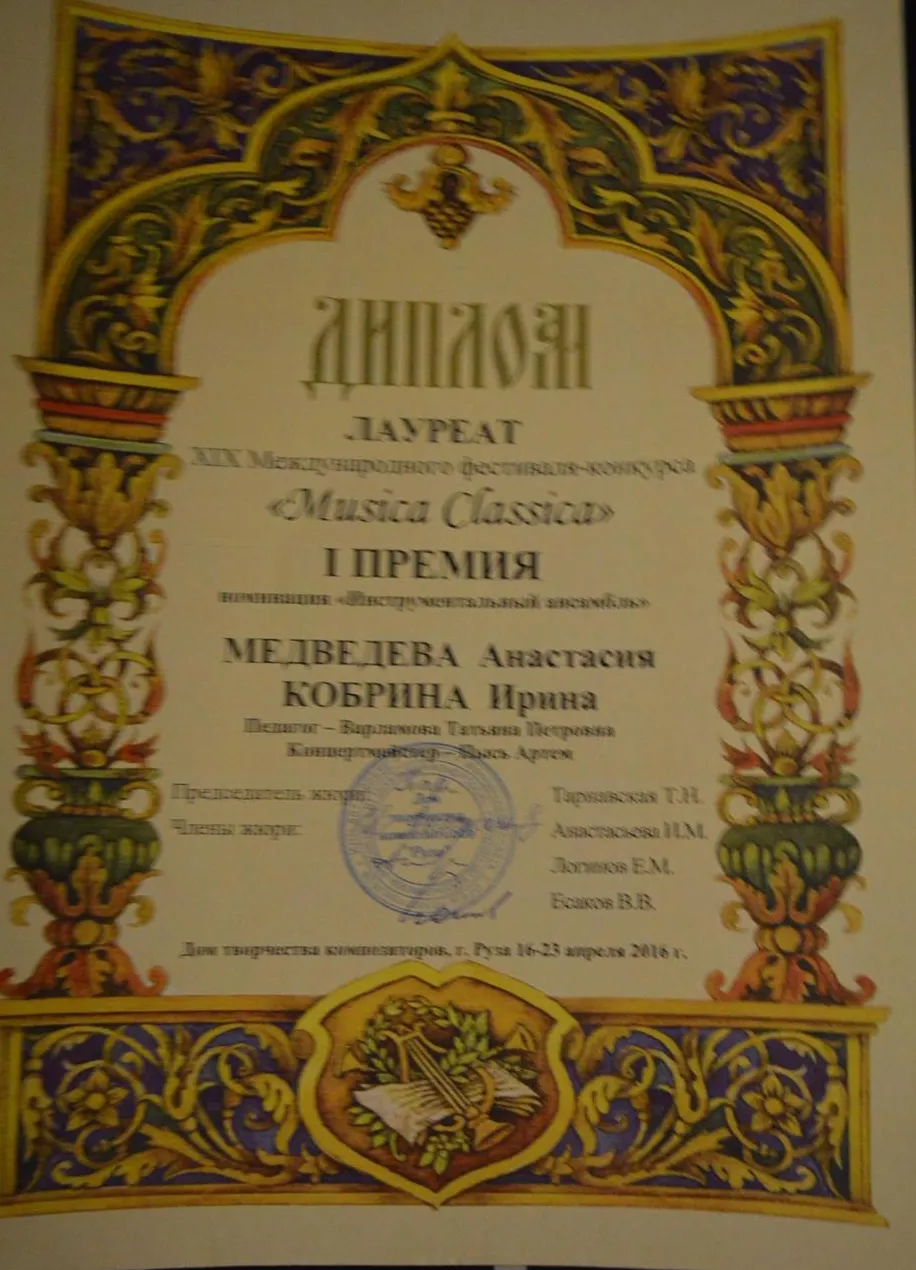 ДИПЛОМ
ЛАУРЕАТ
XIX Международного фестиваля-конкурса
«Musica Classica»
I ПРЕМИЯ
номинация «Инструментальный ансамбль»
МЕДВЕДЕВА Анастасия
КОБРИНА Ирина
Педагог – Варламова Татьяна Петровна
Концертмейстер – Артем
Председатель жюри: Тарнавская Т.Н.
Члены жюри: Анастасьева И.М.
Логинов Е.М.
Есаков В.В.
Дом творчества композиторов, г. Руза 16-23 апреля 2016 г.